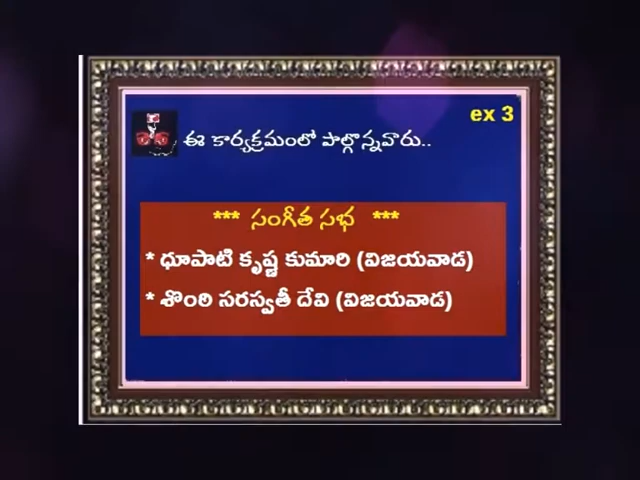 ex 3
ఈ కార్యక్రమంలో పాల్గొన్నవారు..
*** సంగీత సభ ***
* ధూపాటి కృష్ణ కుమారి (విజయవాడ)
* శొంఠి సరస్వతీ దేవి (విజయవాడ)